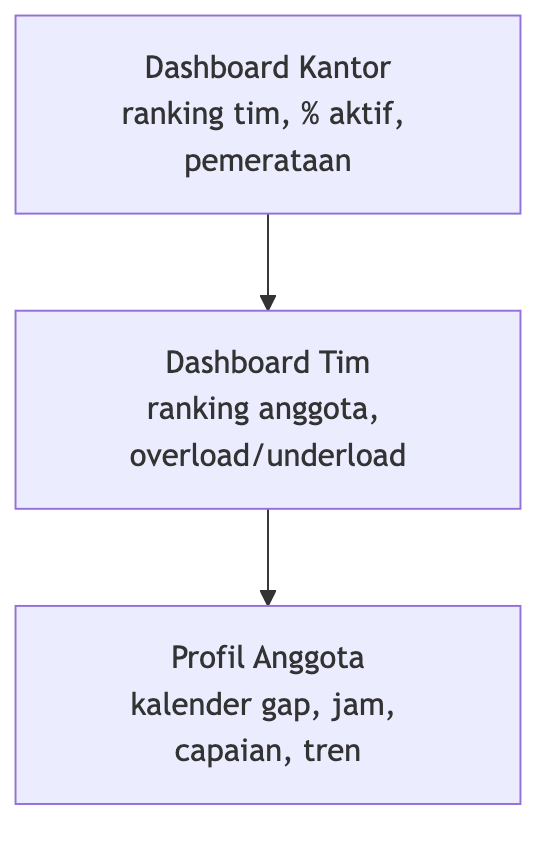 Dashboard Kantor
ranking tim, % aktif,
pemerataan
Dashboard Tim
ranking anggota,
overload/underload
Profil Anggota
kalender gap, jam,
capaian, tren